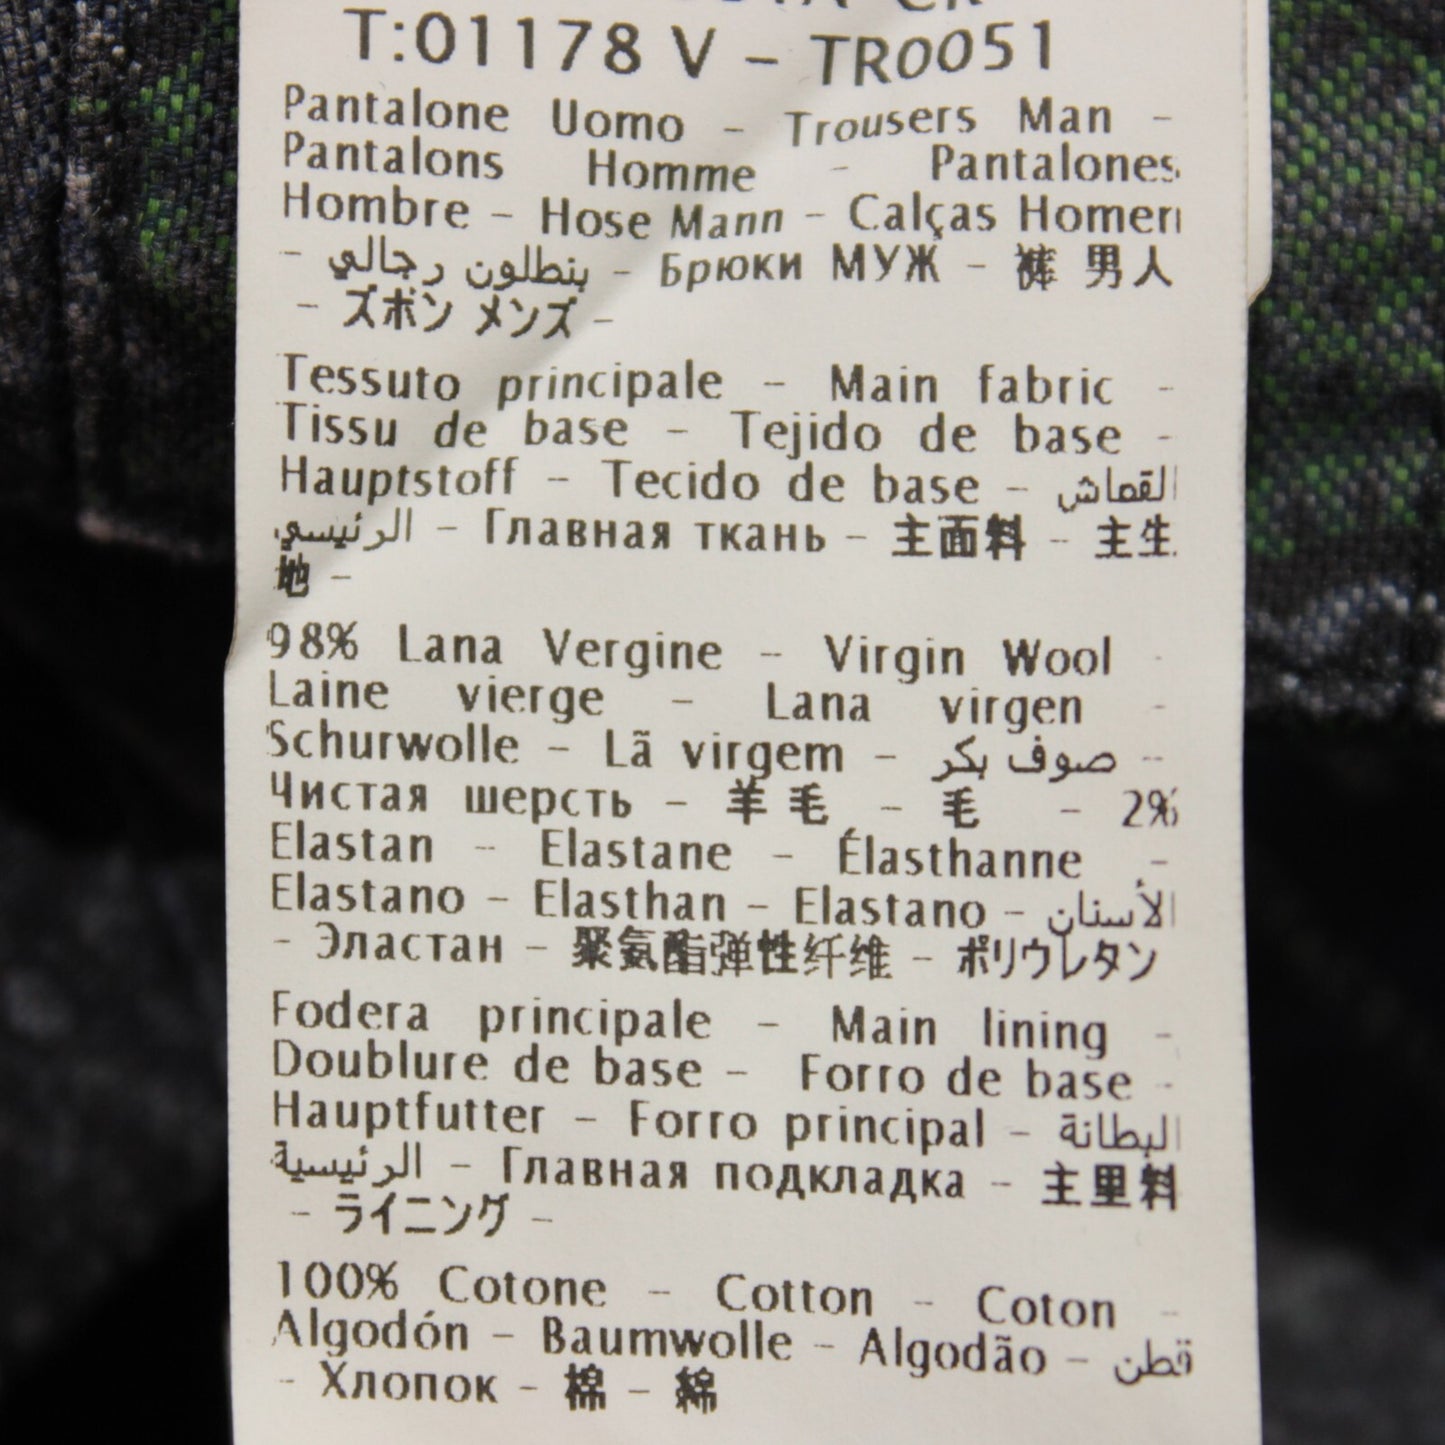 T:01178 V - TR0051
Pantalone Uomo - Trousers Man -
Pantalons Homme - Pantalones
Hombre - Hose Mann - Calças Homem
- بنطلون رجالي - Брюки МУЖ - 裤 男人
- ズボン メンズ -
Tessuto principale - Main fabric -
Tissu de base - Tejido de base -
Hauptstoff - Tecido de base - القماش
الرئيسي - Главная ткань - 主面料 - 主生
地 -
98% Lana Vergine - Virgin Wool -
Laine vierge - Lana virgen -
Schurwolle - Lã virgem - صوف بكر -
Чистая шерсть - 羊毛 - 毛 - 2%
Elastan - Elastane - Élasthanne -
Elastano - Elasthan - Elastano - الأسنان
- Эластан - 聚氨酯弹性纤维 - ポリウレタン
Fodera principale - Main lining -
Doublure de base - Forro de base -
Hauptfutter - Forro principal - البطانة
الرئيسية - Главная подкладка - 主里料
- ライニング -
100% Cotone - Cotton - Coton -
Algodón - Baumwolle - Algodão - قطن
- Хлопок - 棉 - 綿